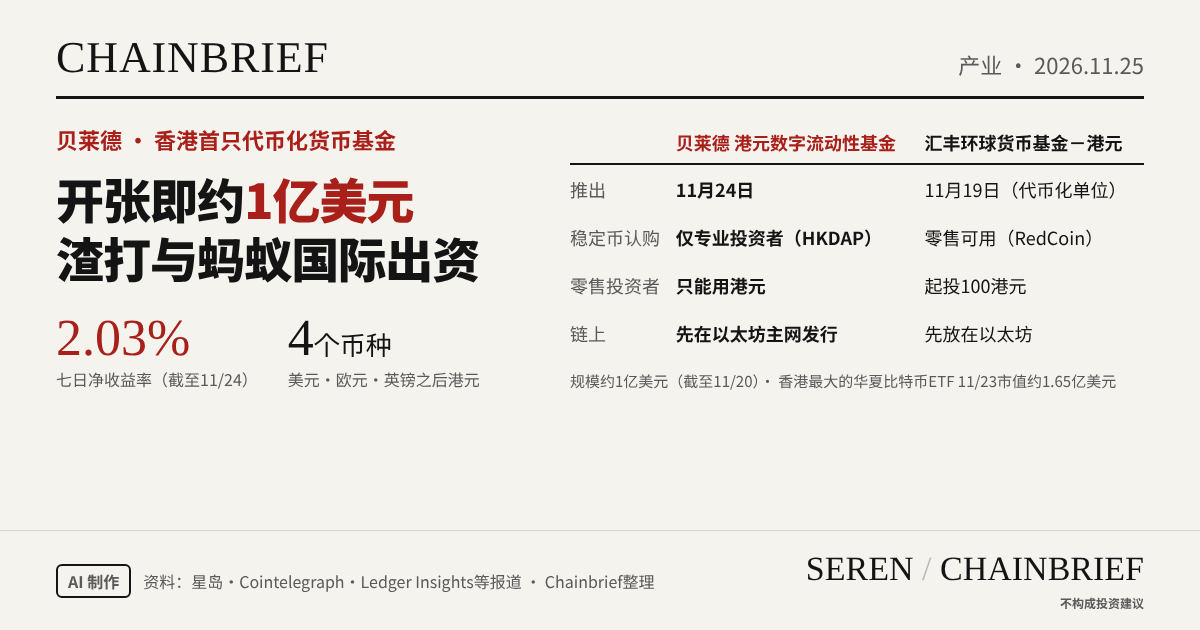 CHAINBRIEF
产业 · 2026.11.25
贝莱德 · 香港首只代币化货币基金
开张即约1亿美元
渣打与蚂蚁国际出资
2.03%
七日净收益率（截至11/24）
4个币种
美元·欧元·英镑之后港元
贝莱德 港元数字流动性基金 汇丰环球货币基金－港元
推出 11月24日 11月19日（代币化单位）
稳定币认购 仅专业投资者（HKDAP） 零售可用（RedCoin）
零售投资者 只能用港元 起投100港元
链上 先在以太坊主网发行 先放在以太坊
规模约1亿美元（截至11/20）· 香港最大的华夏比特币ETF 11/23市值约1.65亿美元
AI 制作 资料：星岛·Cointelegraph·Ledger Insights等报道 · Chainbrief整理
SEREN / CHAINBRIEF
不构成投资建议